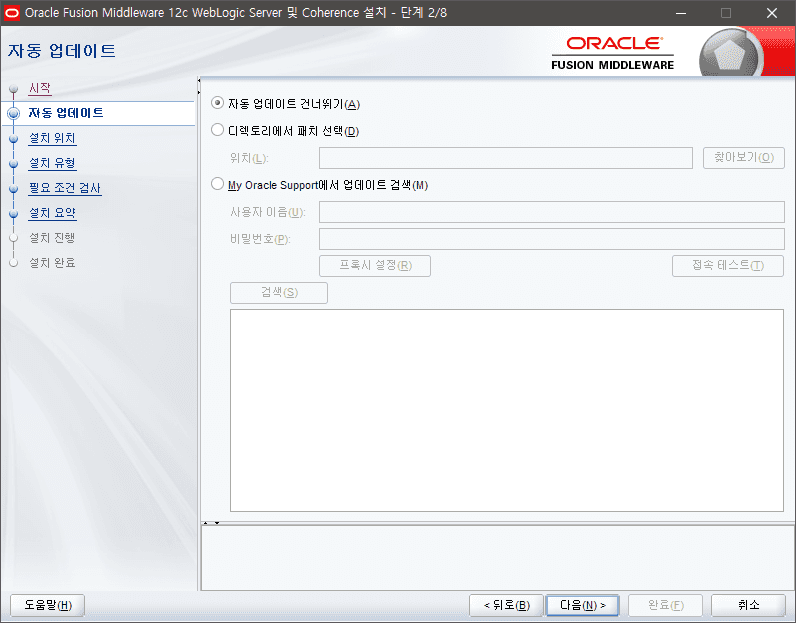 Oracle Fusion Middleware 12c WebLogic Server 및 Coherence 설치 - 단계 2/8
자동 업데이트
ORACLE
FUSION MIDDLEWARE
시작
자동 업데이트
설치 위치
설치 유형
필요 조건 검사
설치 요약
설치 진행
설치 완료
자동 업데이트 건너뛰기(A)
디렉토리에서 패치 선택(D)
위치(L):
찾아보기(O)
My Oracle Support에서 업데이트 검색(M)
사용자 이름(U):
비밀번호(P):
프록시 설정(R)
접속 테스트(T)
검색(S)
도움말(H)
< 뒤로(B)
다음(N) >
완료(F)
취소